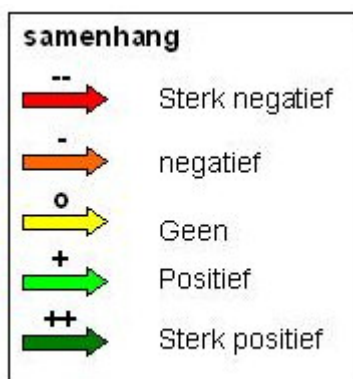 samenhang
--
Sterk negatief
-
negatief
o
Geen
+
Positief
++
Sterk positief